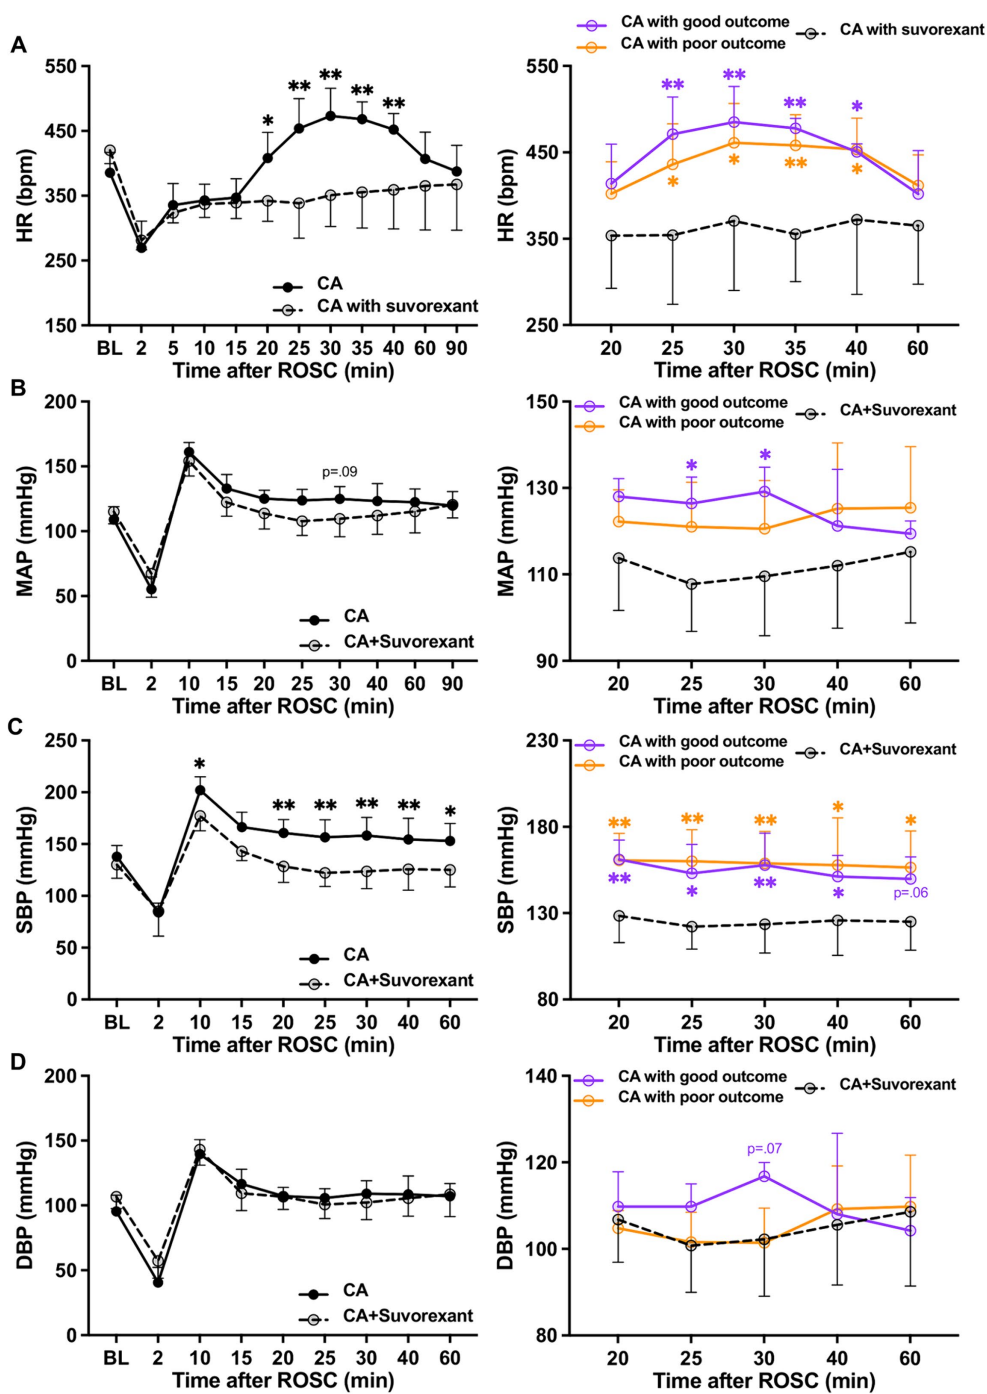 A
CA with good outcome
CA with poor outcome
CA with suvorexant
HR (bpm)
550
450
350
250
150
* ** ** ** **
CA
CA with suvorexant
BL 2 5 10 15 20 25 30 35 40 60 90
Time after ROSC (min)
HR (bpm)
550
450
350
250
** ** ** *
* * ** *
20 25 30 35 40 60
Time after ROSC (min)
B
MAP (mmHg)
200
150
100
50
0
p=.09
CA
CA+Suvorexant
BL 2 10 15 20 25 30 40 60 90
Time after ROSC (min)
CA with good outcome
CA with poor outcome
CA+Suvorexant
MAP (mmHg)
150
130
110
90
* *
20 25 30 40 60
Time after ROSC (min)
C
SBP (mmHg)
250
200
150
100
50
0
* ** ** ** ** *
CA
CA+Suvorexant
BL 2 10 15 20 25 30 40 60
Time after ROSC (min)
CA with good outcome
CA with poor outcome
CA+Suvorexant
SBP (mmHg)
230
180
130
80
** ** ** * *
** * ** * p=.06
20 25 30 40 60
Time after ROSC (min)
D
DBP (mmHg)
200
150
100
50
0
CA
CA+Suvorexant
BL 2 10 15 20 25 30 40 60
Time after ROSC (min)
CA with good outcome
CA with poor outcome
CA+Suvorexant
DBP (mmHg)
140
120
100
80
p=.07
20 25 30 40 60
Time after ROSC (min)